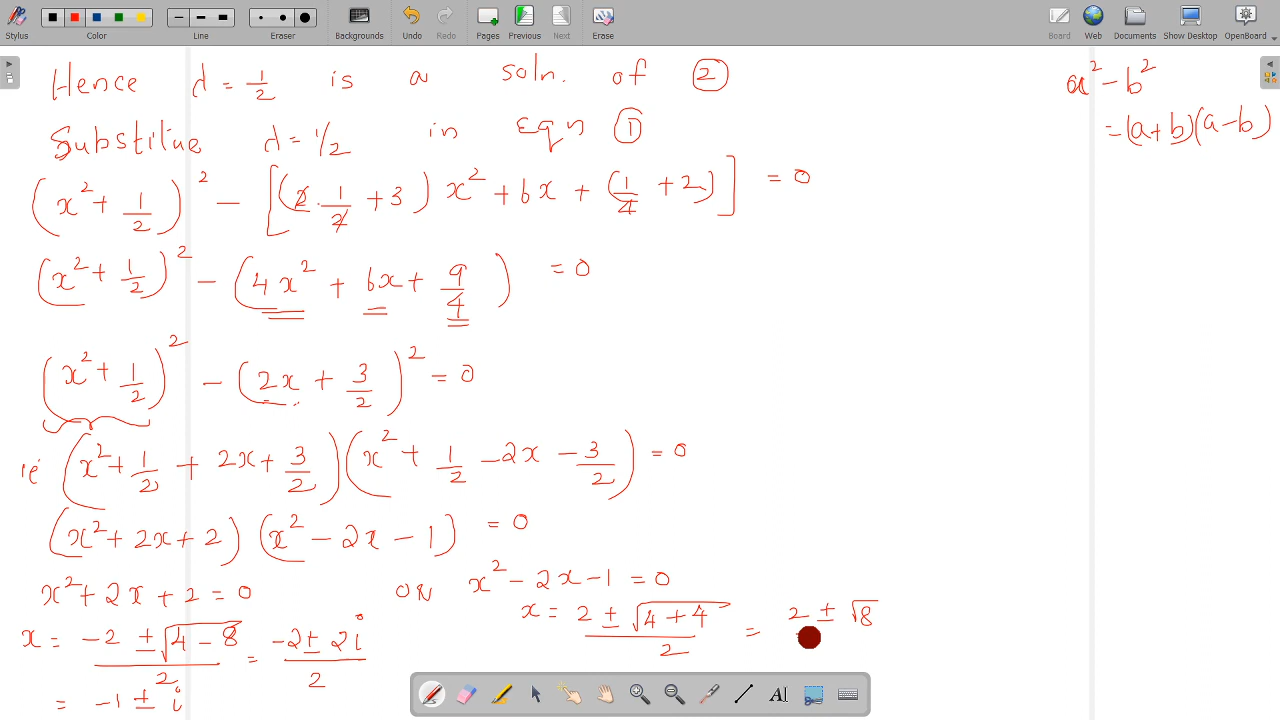 Stylus Color Line Eraser Backgrounds Undo Redo Pages Previous Next Erase Board Web Documents Show Desktop OpenBoard
Hence d = 1/2 is a soln. of ②
Substitiue d = 1/2 in Eqn ①
(x² + 1/2)² - [(2 · 1/2 + 3) x² + 6x + (1/4 + 2)] = 0
(x² + 1/2)² - (4x² + 6x + 9/4) = 0
(x² + 1/2)² - (2x + 3/2)² = 0
ie (x² + 1/2 + 2x + 3/2)(x² + 1/2 - 2x - 3/2) = 0
(x² + 2x + 2) (x² - 2x - 1) = 0
x² + 2x + 2 = 0 OR x² - 2x - 1 = 0
x = (-2 ± √(4 - 8))/2 = (-2 ± 2i)/2
= -1 ± i
x = (2 ± √(4 + 4))/2 = 2 ± √8
a² - b²
= (a + b)(a - b)